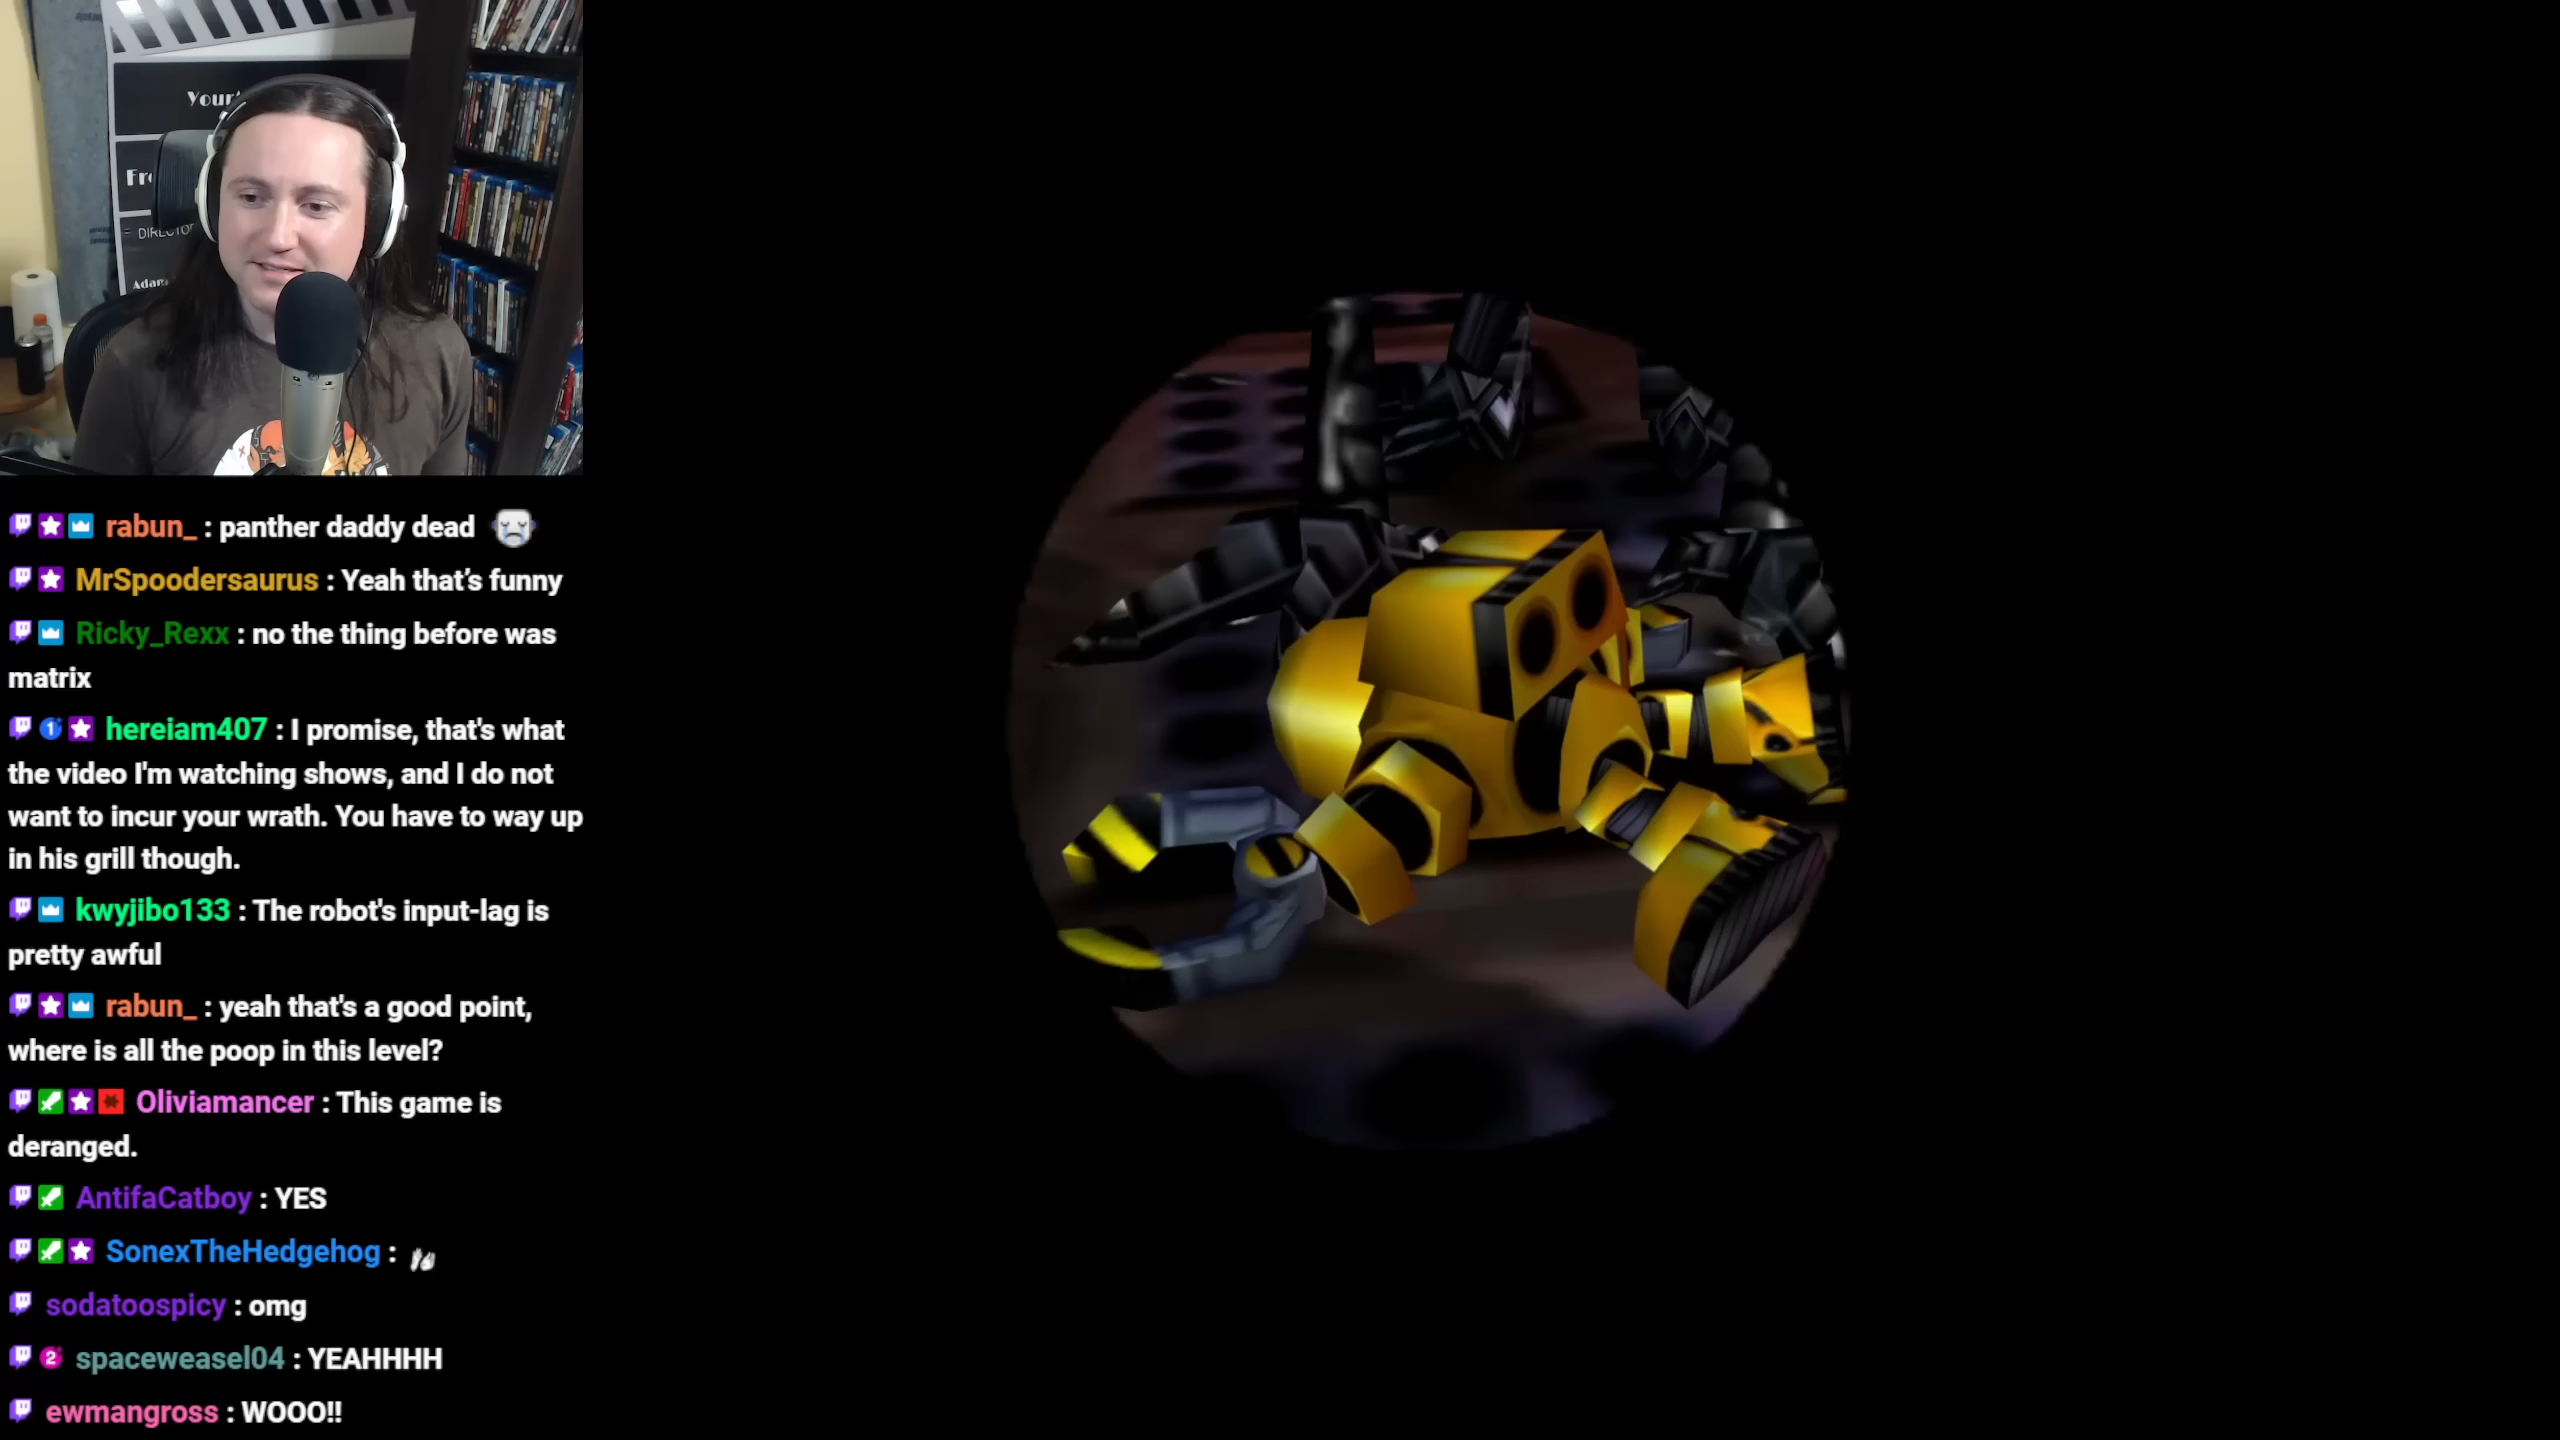 DIRECTOR
Adam
rabun_ : panther daddy dead
MrSpoodersaurus : Yeah that’s funny
Ricky_Rexx : no the thing before was
matrix
hereiam407 : I promise, that's what
the video I'm watching shows, and I do not
want to incur your wrath. You have to way up
in his grill though.
kwyjibo133 : The robot's input-lag is
pretty awful
rabun_ : yeah that's a good point,
where is all the poop in this level?
Oliviamancer : This game is
deranged.
AntifaCatboy : YES
SonexTheHedgehog :
sodatoospicy : omg
2 spaceweasel04 : YEAHHHH
ewmangross : WOOO!!